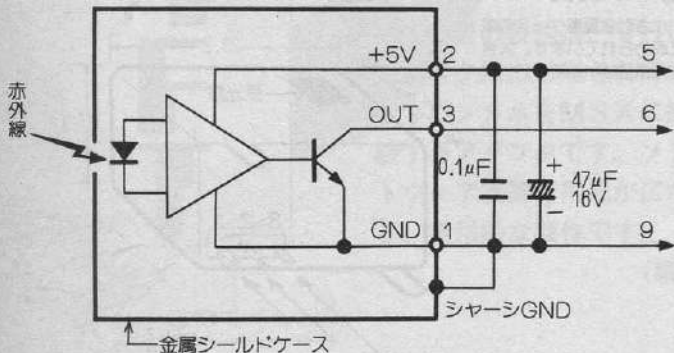 +5V 2 5
赤外線
OUT 3 6
0.1μF
+
47μF
16V
−
GND 1 9
シャーシGND
金属シールドケース